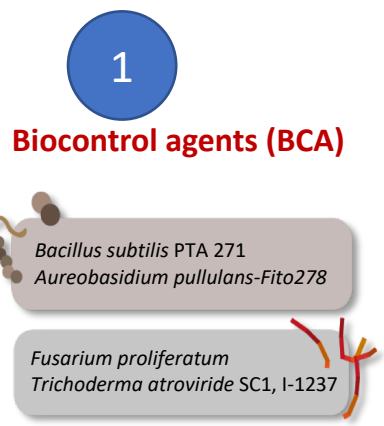 1
Biocontrol agents (BCA)
Bacillus subtilis PTA 271
Aureobasidium pullulans-Fito278
Fusarium proliferatum
Trichoderma atroviride SC1, I-1237